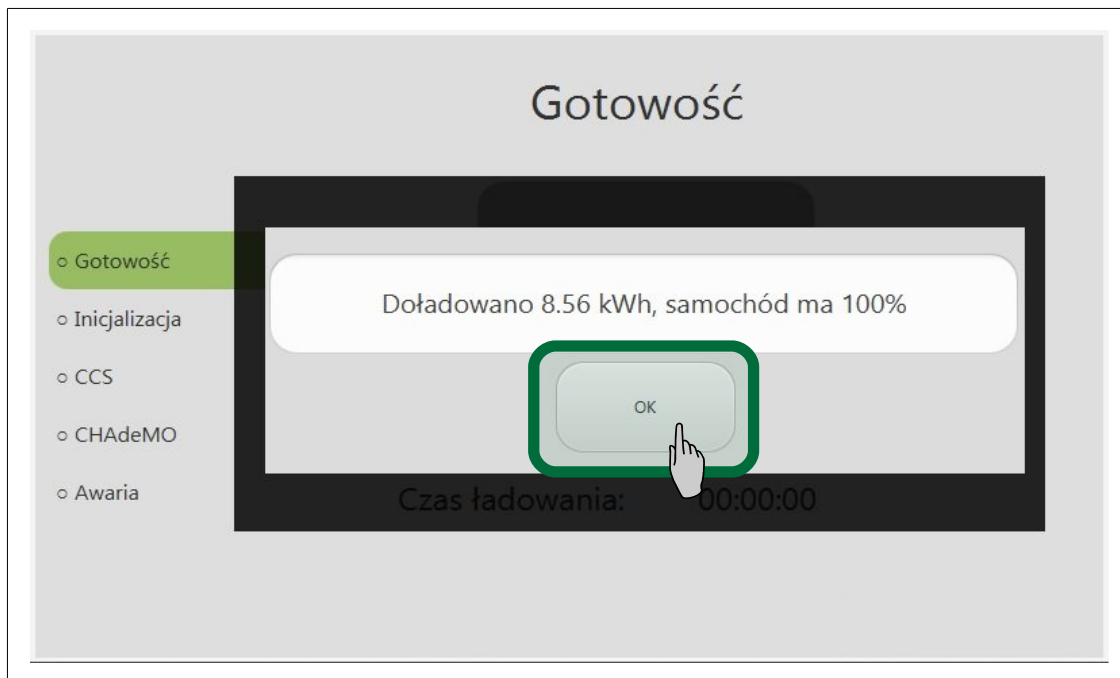 Gotowość
○ Gotowość
○ Inicjalizacja
○ CCS
○ CHAdeMO
○ Awaria
Doładowano 8.56 kWh, samochód ma 100%
OK
Czas ładowania: 00:00:00